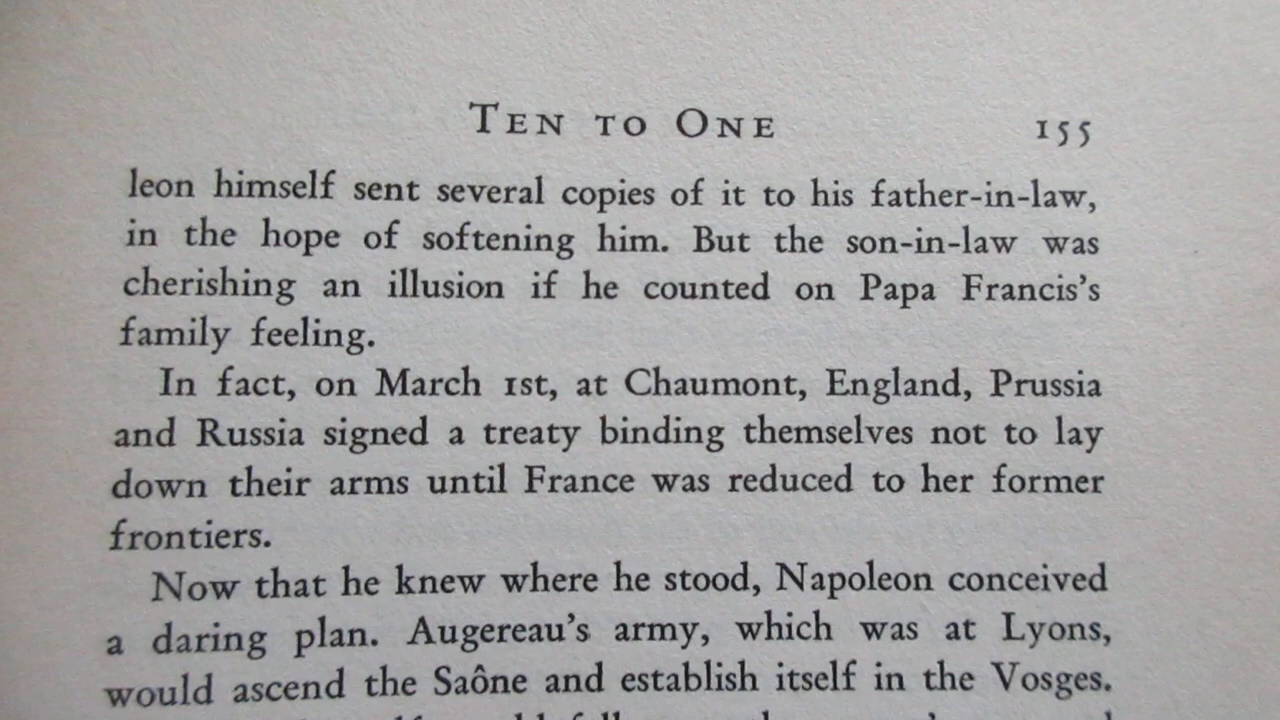 TEN TO ONE 155
leon himself sent several copies of it to his father-in-law,
in the hope of softening him. But the son-in-law was
cherishing an illusion if he counted on Papa Francis's
family feeling.
In fact, on March 1st, at Chaumont, England, Prussia
and Russia signed a treaty binding themselves not to lay
down their arms until France was reduced to her former
frontiers.
Now that he knew where he stood, Napoleon conceived
a daring plan. Augereau's army, which was at Lyons,
would ascend the Saône and establish itself in the Vosges.